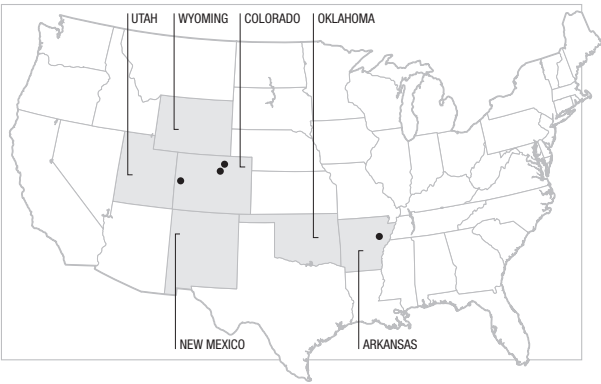 UTAH
WYOMING
COLORADO
OKLAHOMA
NEW MEXICO
ARKANSAS